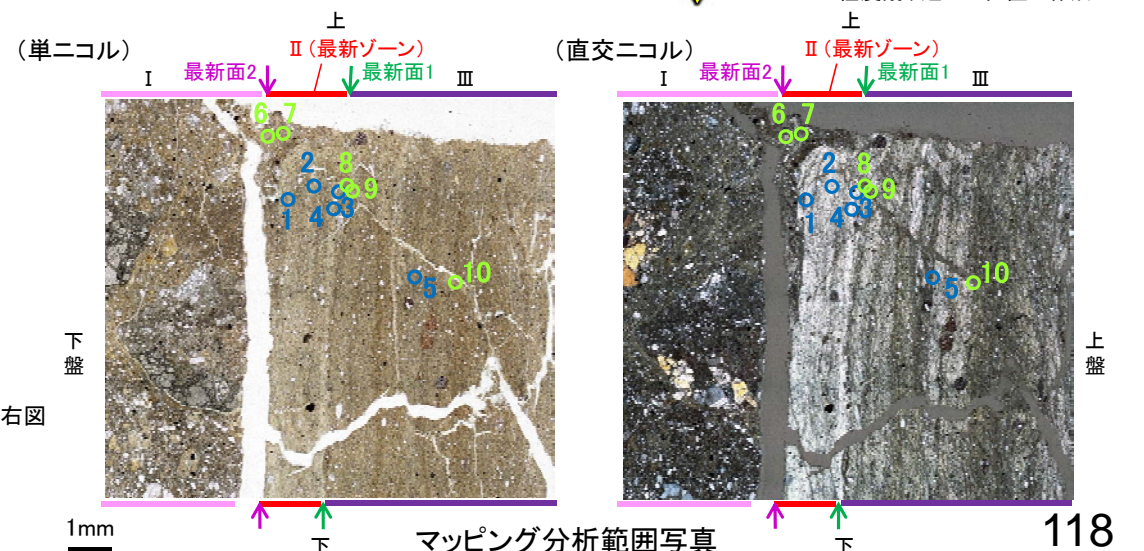 上
上
（単ニコル）
Ⅱ（最新ゾーン）
（直交ニコル）
Ⅱ（最新ゾーン）
Ⅰ
最新面2
最新面1
Ⅲ
Ⅰ
最新面2
最新面1
Ⅲ
6
7
2
8
9
3
1
4
10
5
6
7
2
8
9
3
1
4
10
5
下盤
上盤
右図
1mm
下
マッピング分析範囲写真
下
118